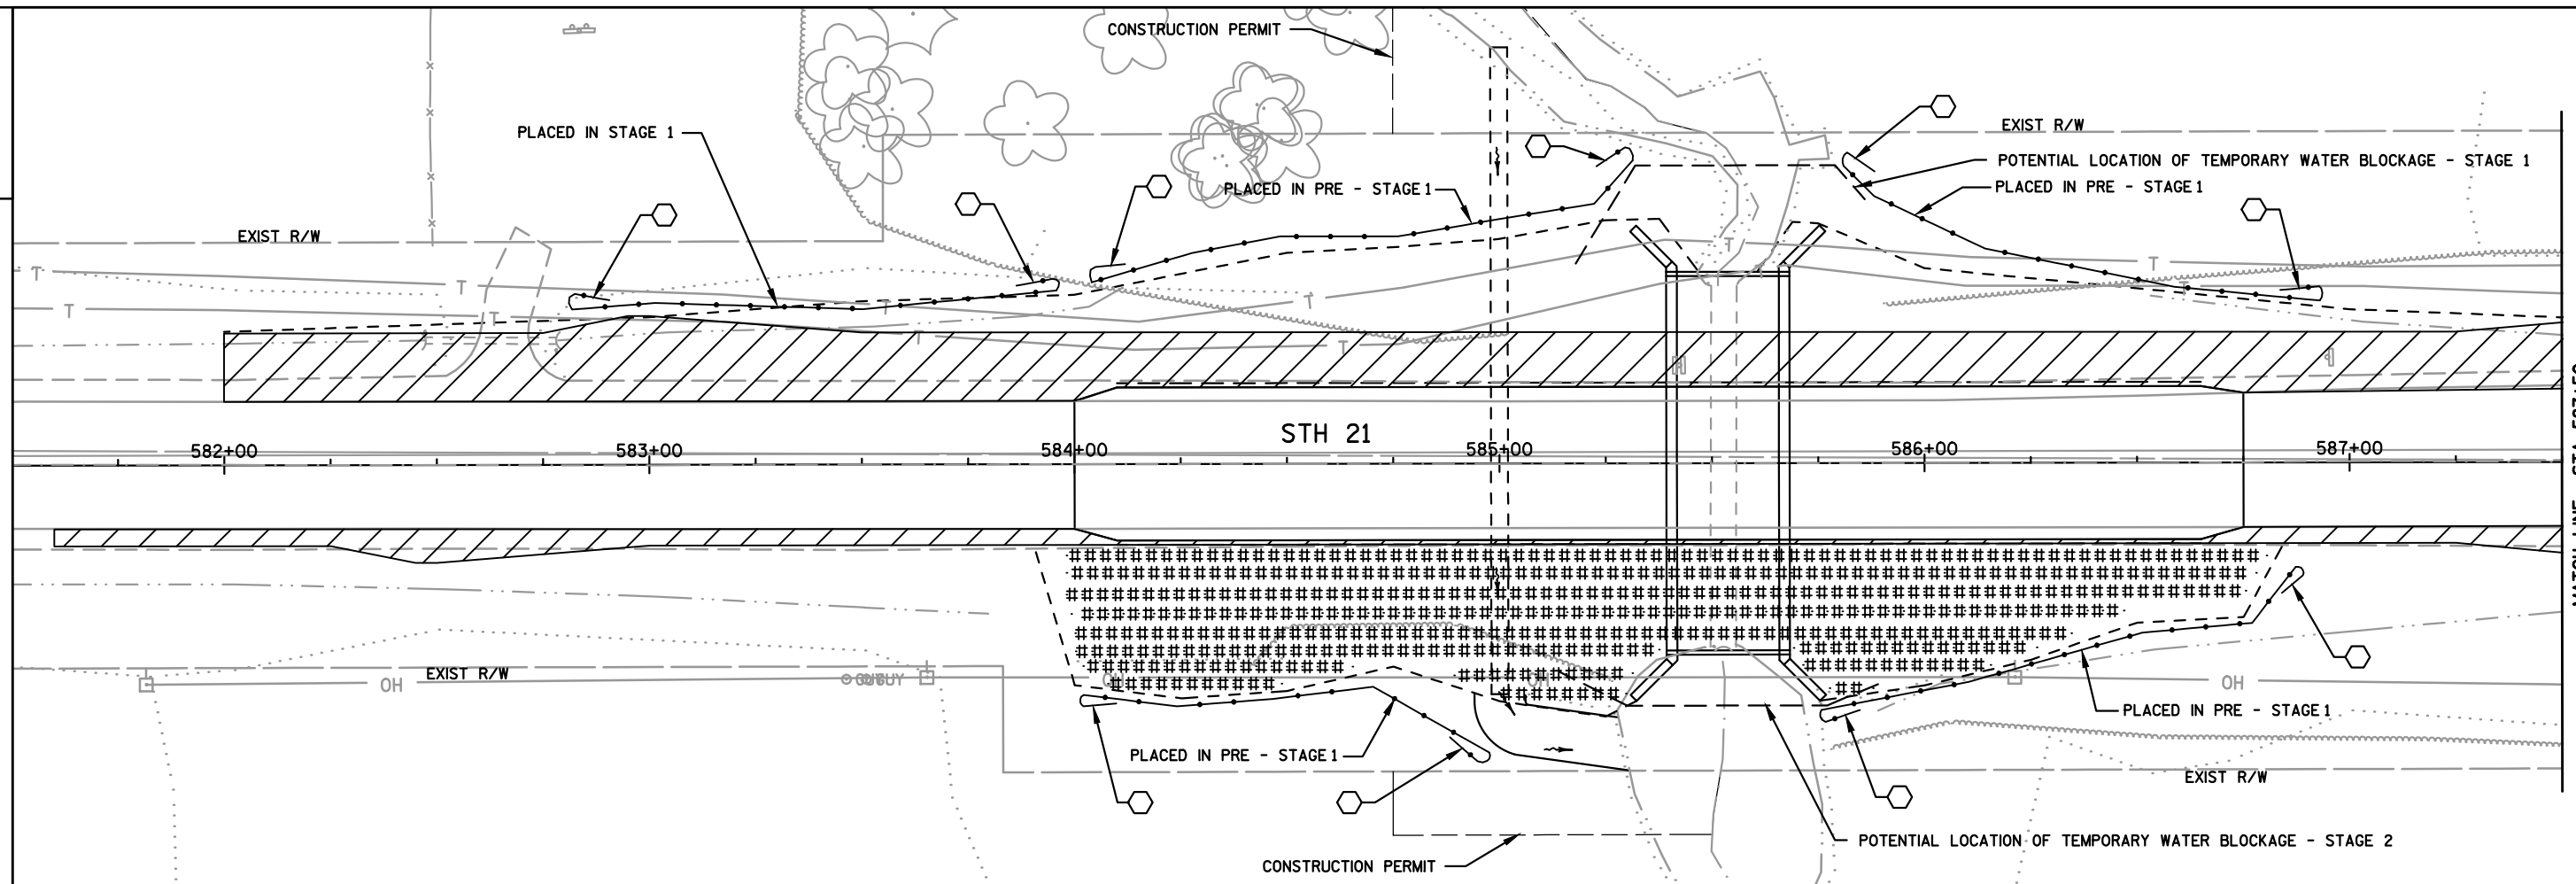 CONSTRUCTION PERMIT
PLACED IN STAGE 1
EXIST R/W
POTENTIAL LOCATION OF TEMPORARY WATER BLOCKAGE - STAGE 1
PLACED IN PRE - STAGE 1
PLACED IN PRE - STAGE 1
EXIST R/W
T
T
T
T
T
T
T
T
T
T
T
STH 21
582+00
583+00
584+00
585+00
586+00
587+00
EXIST R/W
OH
GUY
OH
OH
OH
PLACED IN PRE - STAGE 1
PLACED IN PRE - STAGE 1
EXIST R/W
POTENTIAL LOCATION OF TEMPORARY WATER BLOCKAGE - STAGE 2
CONSTRUCTION PERMIT